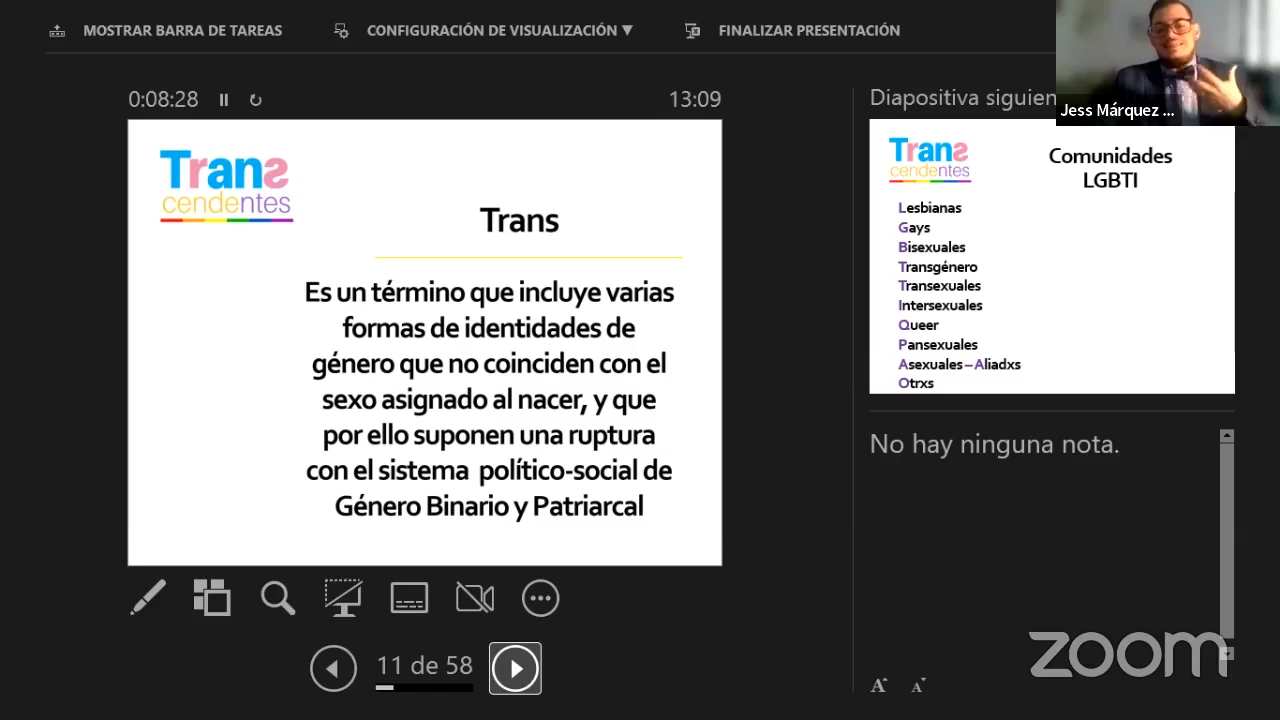 MOSTRAR BARRA DE TAREAS
CONFIGURACIÓN DE VISUALIZACIÓN ▼
FINALIZAR PRESENTACIÓN
Jess Márquez ...
0:08:28
13:09
Trans
cendentes
Trans
Es un término que incluye varias
formas de identidades de
género que no coinciden con el
sexo asignado al nacer, y que
por ello suponen una ruptura
con el sistema político-social de
Género Binario y Patriarcal
11 de 58
Diapositiva siguien
Trans
cendentes
Comunidades
LGBTI
Lesbianas
Gays
Bisexuales
Transgénero
Transexuales
Intersexuales
Queer
Pansexuales
Asexuales – Aliadxs
Otrxs
No hay ninguna nota.
A A
zoom